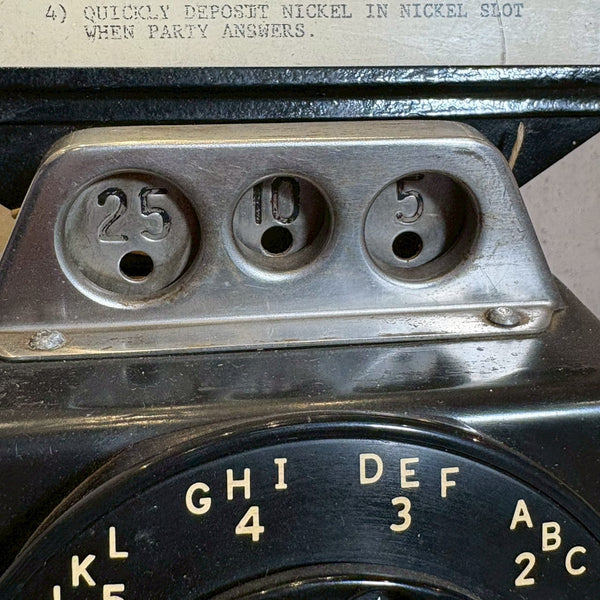 4) QUICKLY DEPOSIT NICKEL IN NICKEL SLOT
WHEN PARTY ANSWERS.
25 10 5
GHI DEF ABC
4 3 2
JKL
5